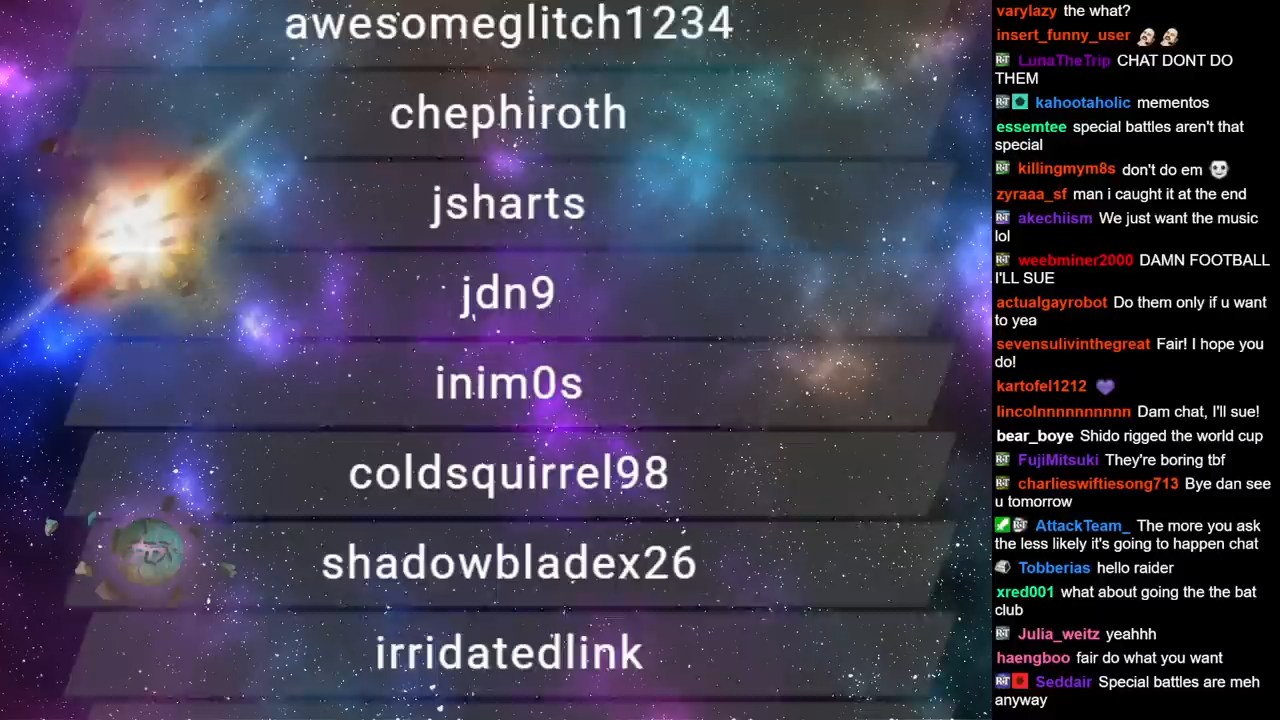 awesomeglitch1234
chephiroth
jsharts
jdn9
inim0s
coldsquirrel98
shadowbladex26
irridatedlink
varylazy the what?
insert_funny_user
LunaTheTrip CHAT DONT DO
THEM
kahootaholic mementos
essemtee special battles aren't that
special
killingmym8s don't do em
zyraaa_sf man i caught it at the end
akechiism We just want the music
lol
weebminer2000 DAMN FOOTBALL
I'LL SUE
actualgayrobot Do them only if u want
to yea
sevensulivinthegreat Fair! I hope you
do!
kartofel1212
lincolnnnnnnnnnn Dam chat, I'll sue!
bear_boye Shido rigged the world cup
FujiMitsuki They're boring tbf
charlieswiftiesong713 Bye dan see
u tomorrow
AttackTeam_ The more you ask
the less likely it's going to happen chat
Tobberias hello raider
xred001 what about going the the bat
club
Julia_weitz yeahhh
haengboo fair do what you want
Seddair Special battles are meh
anyway